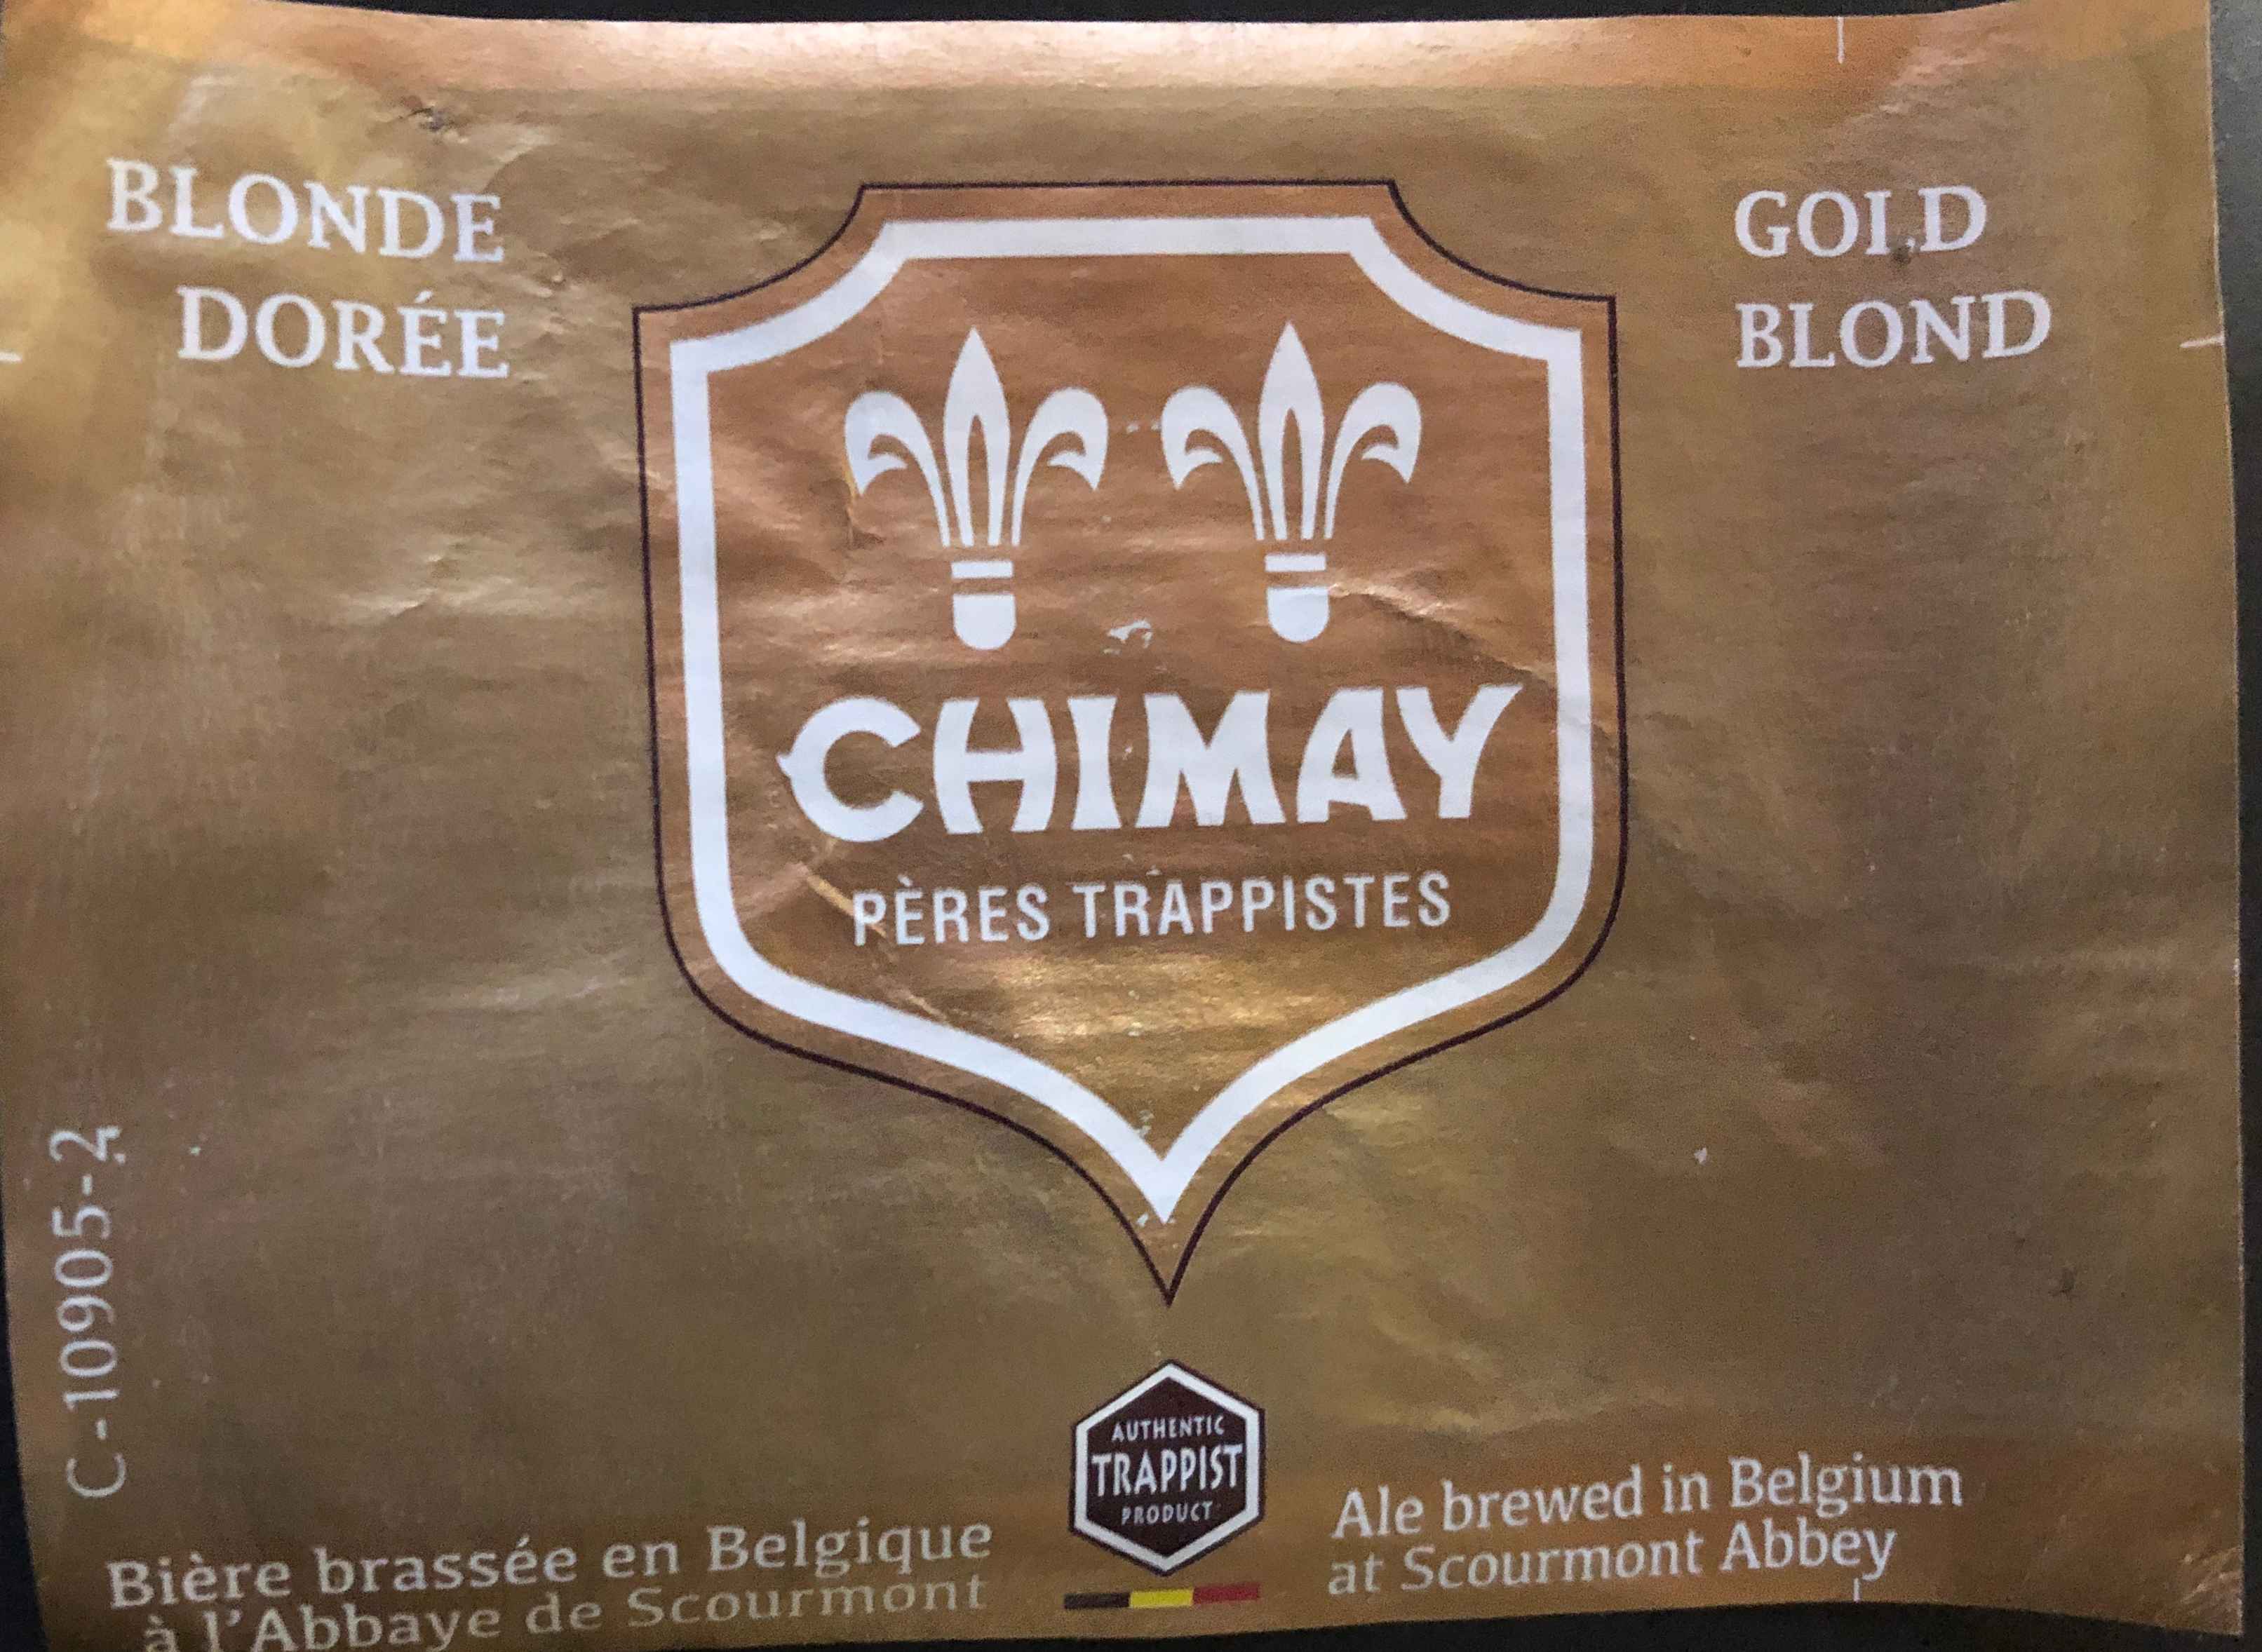 BLONDE
DORÉE
GOLD
BLOND
CHIMAY
PÈRES TRAPPISTES
C-10905-2
AUTHENTIC
TRAPPIST
PRODUCT
Bière brassée en Belgique
à l'Abbaye de Scourmont
Ale brewed in Belgium
at Scourmont Abbey